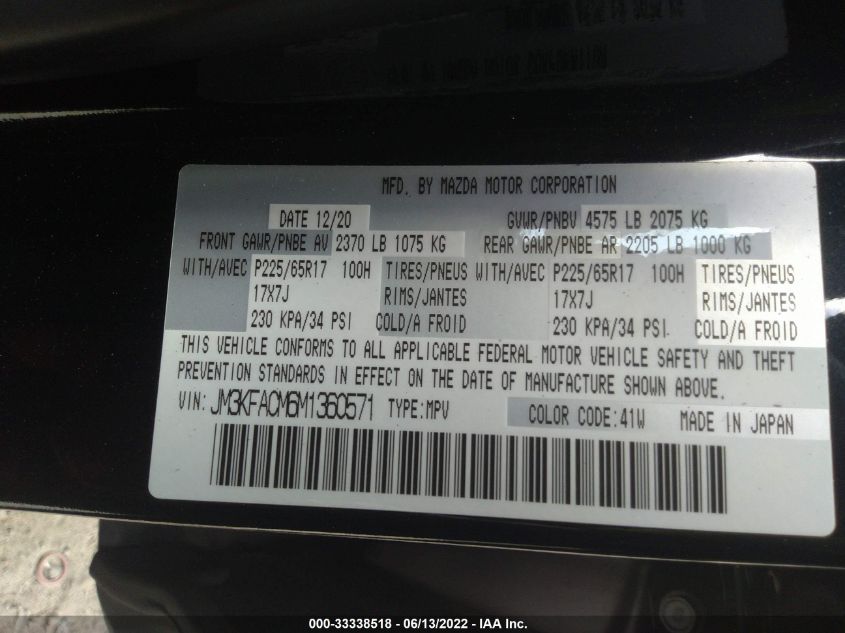 MFD. BY MAZDA MOTOR CORPORATION
DATE 12/20 GVWR/PNBV 4575 LB 2075 KG
FRONT GAWR/PNBE AV 2370 LB 1075 KG REAR GAWR/PNBE AR 2205 LB 1000 KG
WITH/AVEC P225/65R17 100H TIRES/PNEUS WITH/AVEC P225/65R17 100H TIRES/PNEUS
17X7J RIMS/JANTES 17X7J RIMS/JANTES
230 KPA/34 PSI COLD/A FROID 230 KPA/34 PSI COLD/A FROID
THIS VEHICLE CONFORMS TO ALL APPLICABLE FEDERAL MOTOR VEHICLE SAFETY AND THEFT
PREVENTION STANDARDS IN EFFECT ON THE DATE OF MANUFACTURE SHOWN ABOVE.
VIN: JM3KFACM6M1360571 TYPE:MPV COLOR CODE:41W MADE IN JAPAN
000-33338518 - 06/13/2022 - IAA Inc.